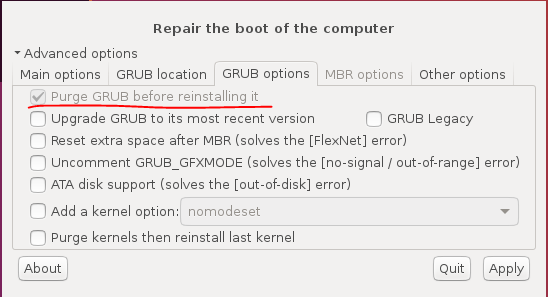 Repair the boot of the computer
Advanced options
Main options GRUB location GRUB options MBR options Other options
Purge GRUB before reinstalling it
Upgrade GRUB to its most recent version GRUB Legacy
Reset extra space after MBR (solves the [FlexNet] error)
Uncomment GRUB_GFXMODE (solves the [no-signal / out-of-range] error)
ATA disk support (solves the [out-of-disk] error)
Add a kernel option: nomodeset
Purge kernels then reinstall last kernel
About Quit Apply